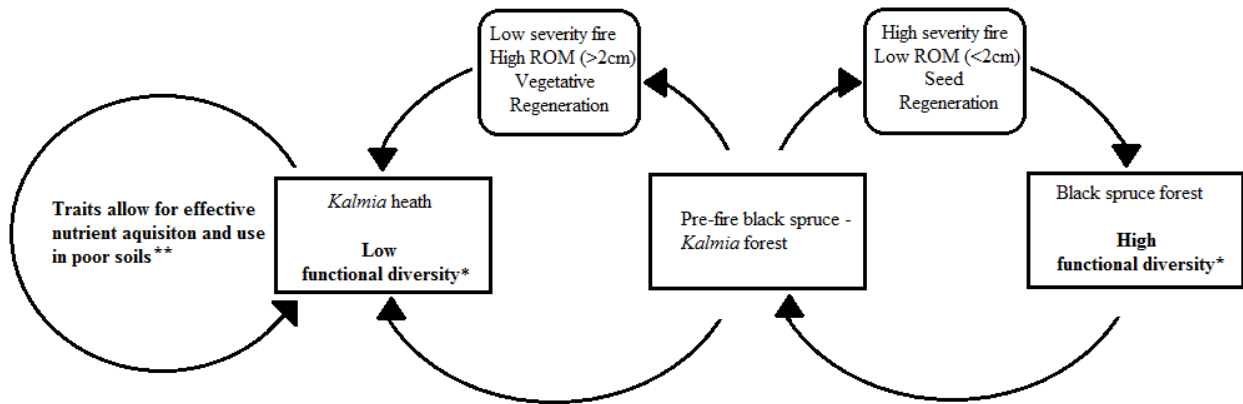 Low severity fire
High ROM (>2cm)
Vegetative
Regeneration
High severity fire
Low ROM (<2cm)
Seed
Regeneration
Traits allow for effective
nutrient aquisiton and use
in poor soils**
Kalmia heath
Low
functional diversity*
Pre-fire black spruce -
Kalmia forest
Black spruce forest
High
functional diversity*